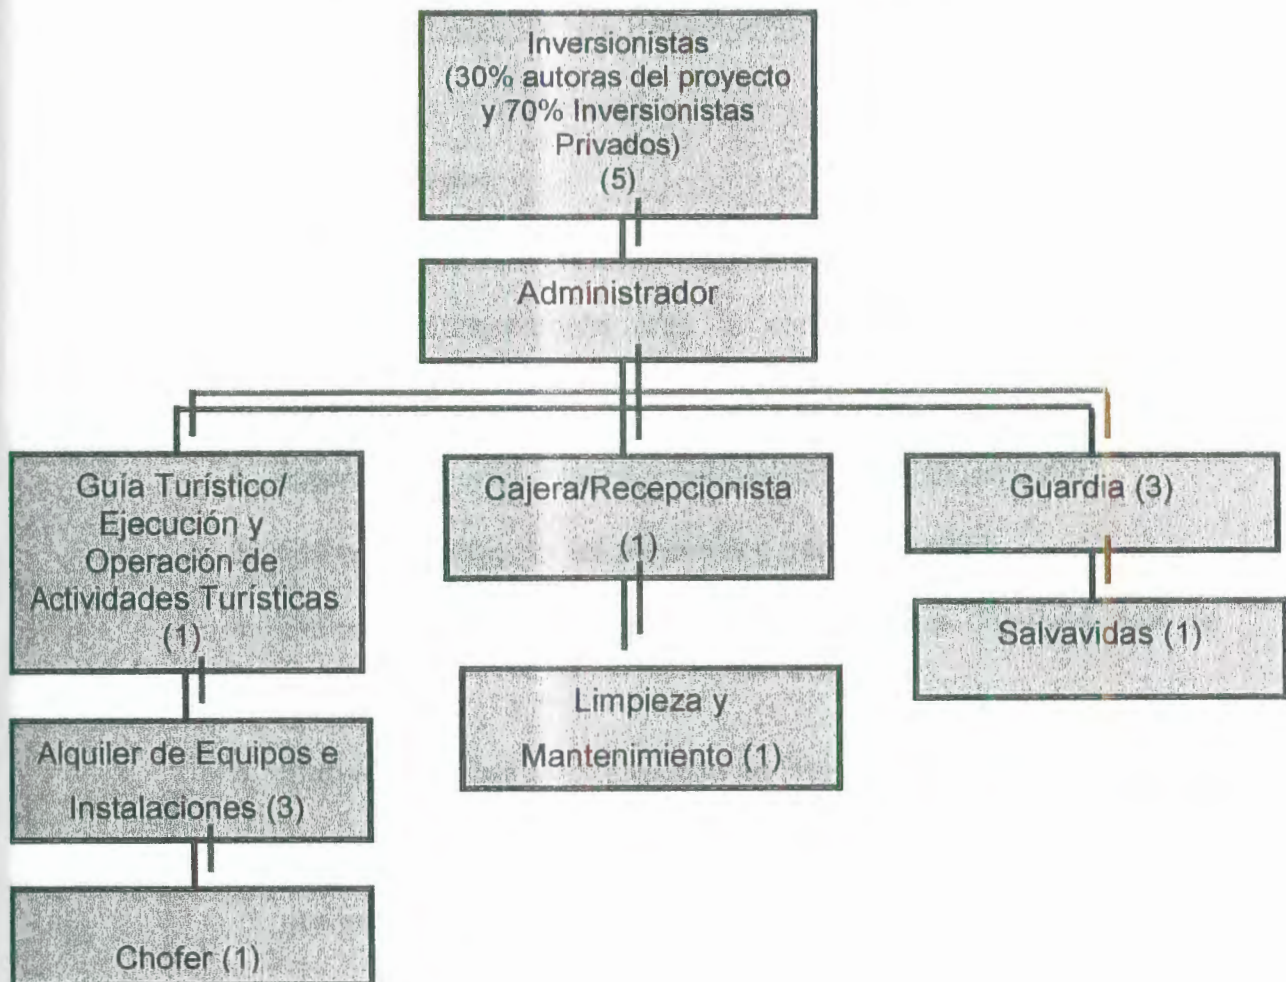 Inversionistas
(30% autoras del proyecto
y 70% Inversionistas
Privados)
(5)
Administrador
Guía Turístico/
Ejecución y
Operación de
Actividades Turísticas
(1)
Cajera/Recepcionista
(1)
Guardia (3)
Salvavidas (1)
Limpieza y
Mantenimiento (1)
Alquiler de Equipos e
Instalaciones (3)
Chofer (1)